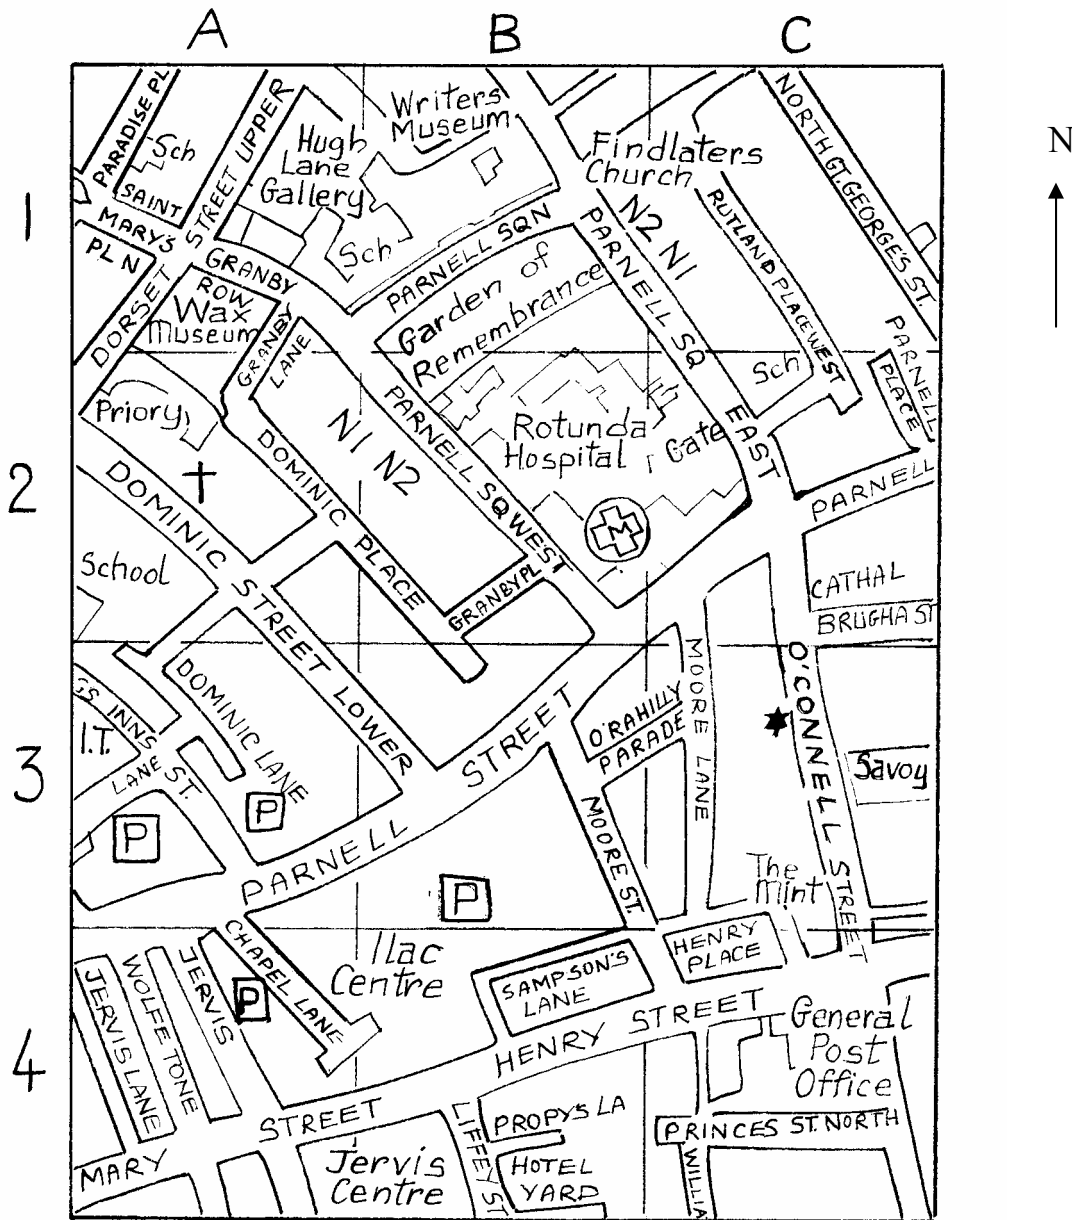 A B C
N
1
2
3
4
PARADISE PL
Sch
DORSET STREET UPPER
SAINT
MARY'S
PL N
Hugh
Lane
Gallery
Writers
Museum
Sch
Findlaters
Church
NORTH GT. GEORGE'S ST.
N2 N1
RUTLAND PLACE WEST
PARNELL SQ N
PARNELL SQ EAST
Garden of
Remembrance
GRANBY
ROW
Wax
Museum
GRANBY
LANE
Sch
PARNELL
PLACE
Priory
N1 N2
PARNELL SQ WEST
Rotunda
Hospital
Gate
M
DOMINIC PLACE
GRANBY PL
PARNELL
DOMINIC STREET LOWER
School
CATHAL
BRUGHA ST
GS INNS ST.
I.T.
LANE
DOMINIC LANE
P
P
PARNELL STREET
O'RAHILLY
PARADE
MOORE LANE
MOORE ST.
O'CONNELL STREET
Savoy
The
Mint
P
Ilac
Centre
CHAPEL LANE
P
JERVIS
WOLFE TONE
JERVIS LANE
SAMPSON'S
LANE
HENRY
PLACE
HENRY STREET
General
Post
Office
MARY STREET
Jervis
Centre
LIFFEY ST
PROPY'S LA
HOTEL
YARD
PRINCES ST. NORTH
WILLIA